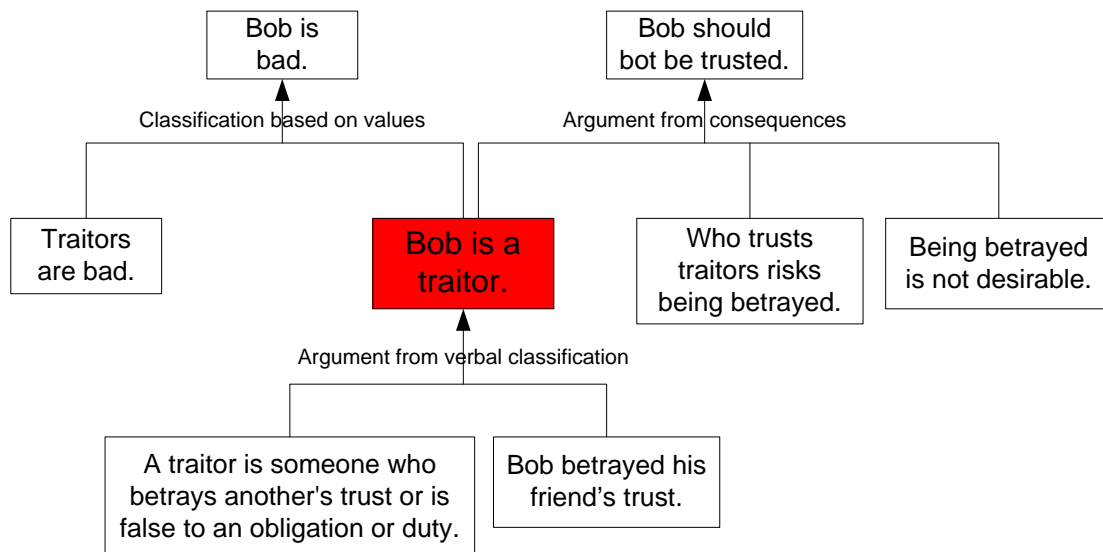 Bob is
bad.
Bob should
bot be trusted.
Classification based on values
Argument from consequences
Traitors
are bad.
Bob is a
traitor.
Who trusts
traitors risks
being betrayed.
Being betrayed
is not desirable.
Argument from verbal classification
A traitor is someone who
betrays another's trust or is
false to an obligation or duty.
Bob betrayed his
friend’s trust.